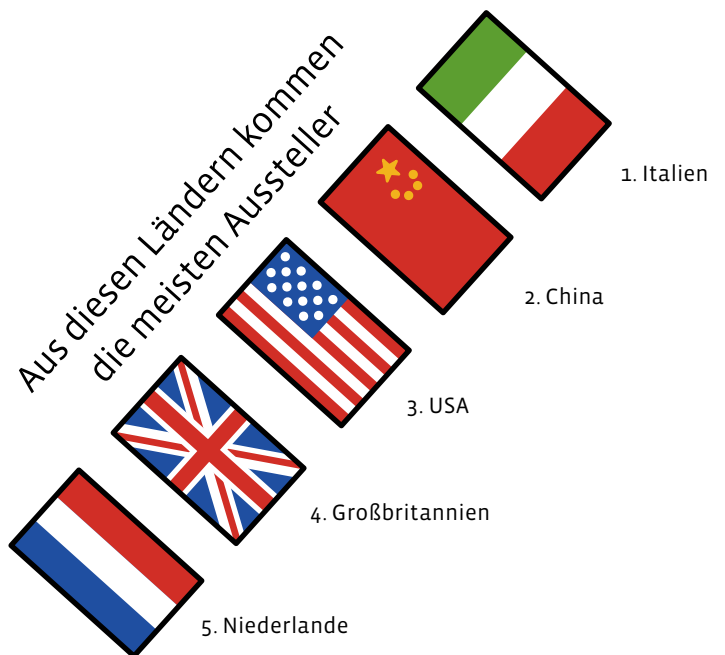 Aus diesen Ländern kommen
die meisten Aussteller
1. Italien
2. China
3. USA
4. Großbritannien
5. Niederlande